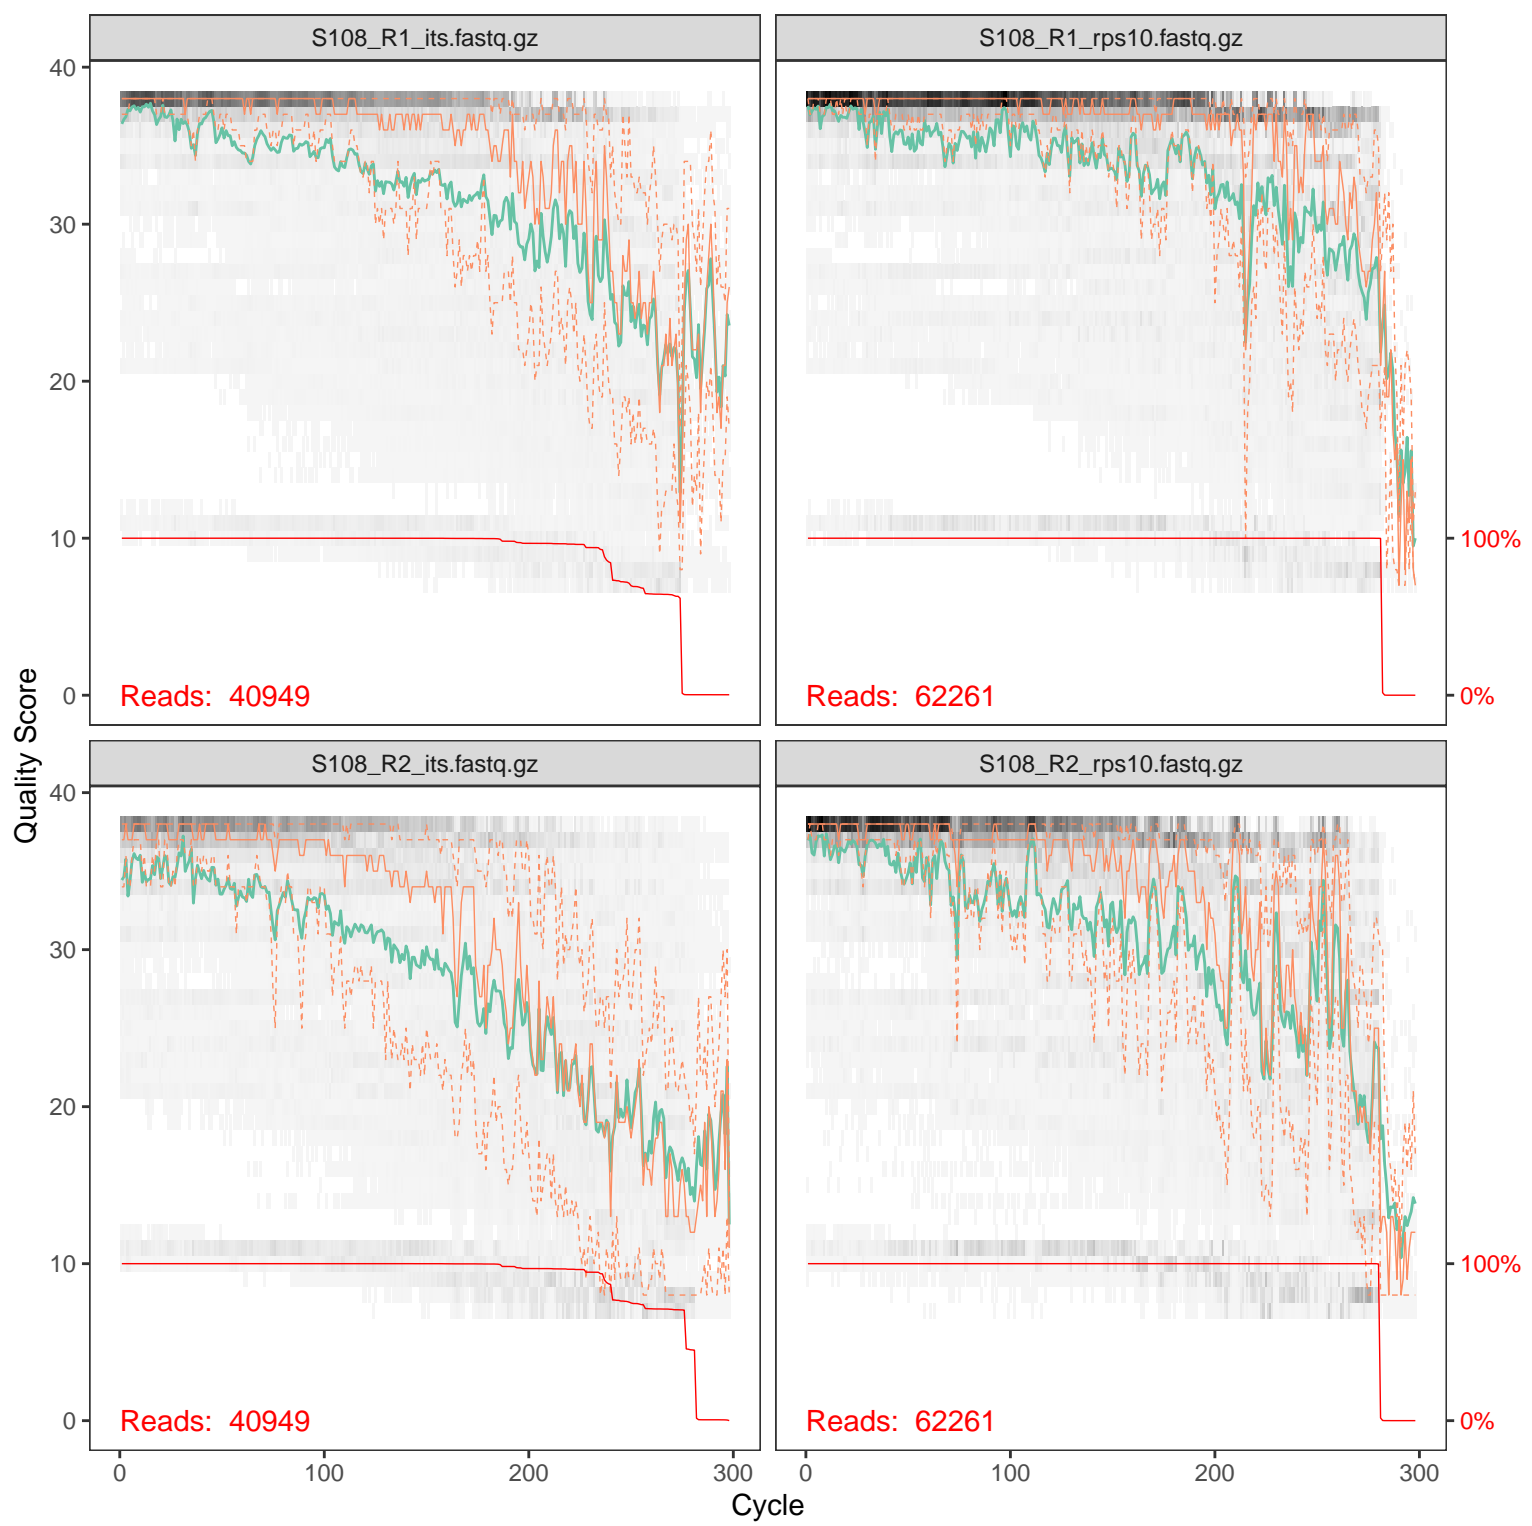 S108_R1_its.fastq.gz
S108_R1_rps10.fastq.gz
40
30
20
10
0
100%
0%
Reads: 40949
Reads: 62261
Quality Score
S108_R2_its.fastq.gz
S108_R2_rps10.fastq.gz
40
30
20
10
0
100%
0%
Reads: 40949
Reads: 62261
0 100 200 300
0 100 200 300
Cycle